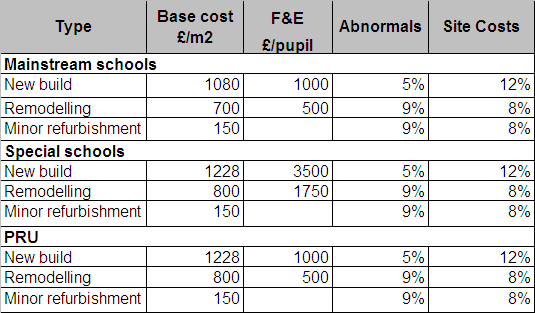 Type Base cost £/m2 F&E £/pupil Abnormals Site Costs
Mainstream schools
New build 1080 1000 5% 12%
Remodelling 700 500 9% 8%
Minor refurbishment 150 9% 8%
Special schools
New build 1228 3500 5% 12%
Remodelling 800 1750 9% 8%
Minor refurbishment 150 9% 8%
PRU
New build 1228 1000 5% 12%
Remodelling 800 500 9% 8%
Minor refurbishment 150 9% 8%